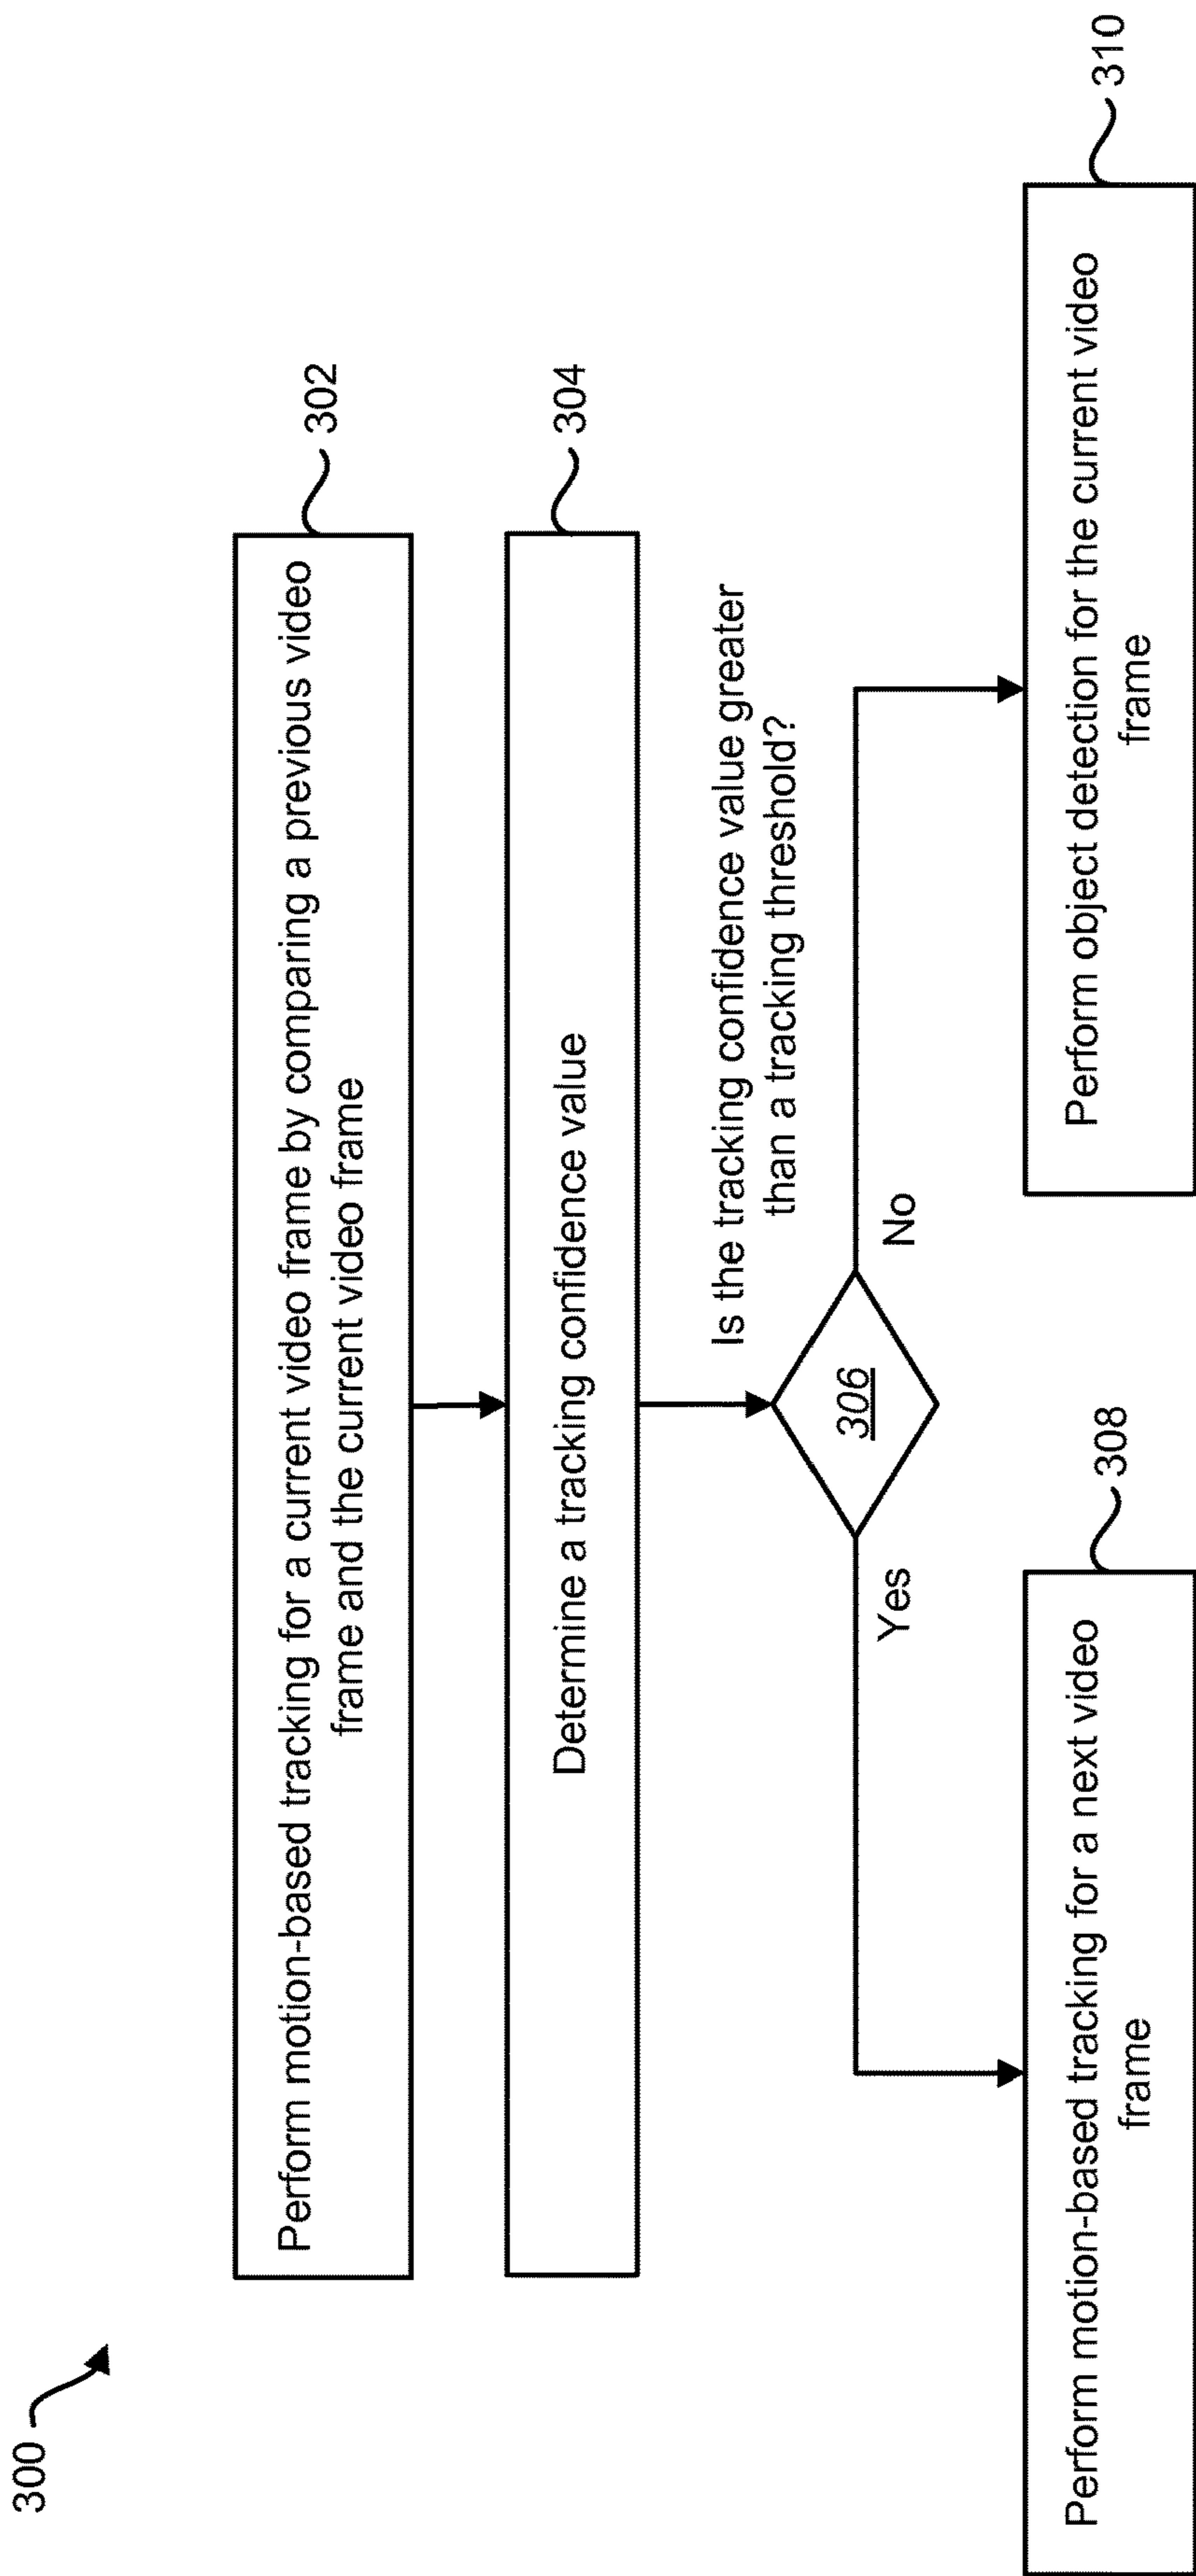 300
Perform motion-based tracking for a current video frame by comparing a previous video
frame and the current video frame
302
Determine a tracking confidence value
304
Is the tracking confidence value greater
than a tracking threshold?
306
Yes
No
Perform motion-based tracking for a next video
frame
308
Perform object detection for the current video
frame
310